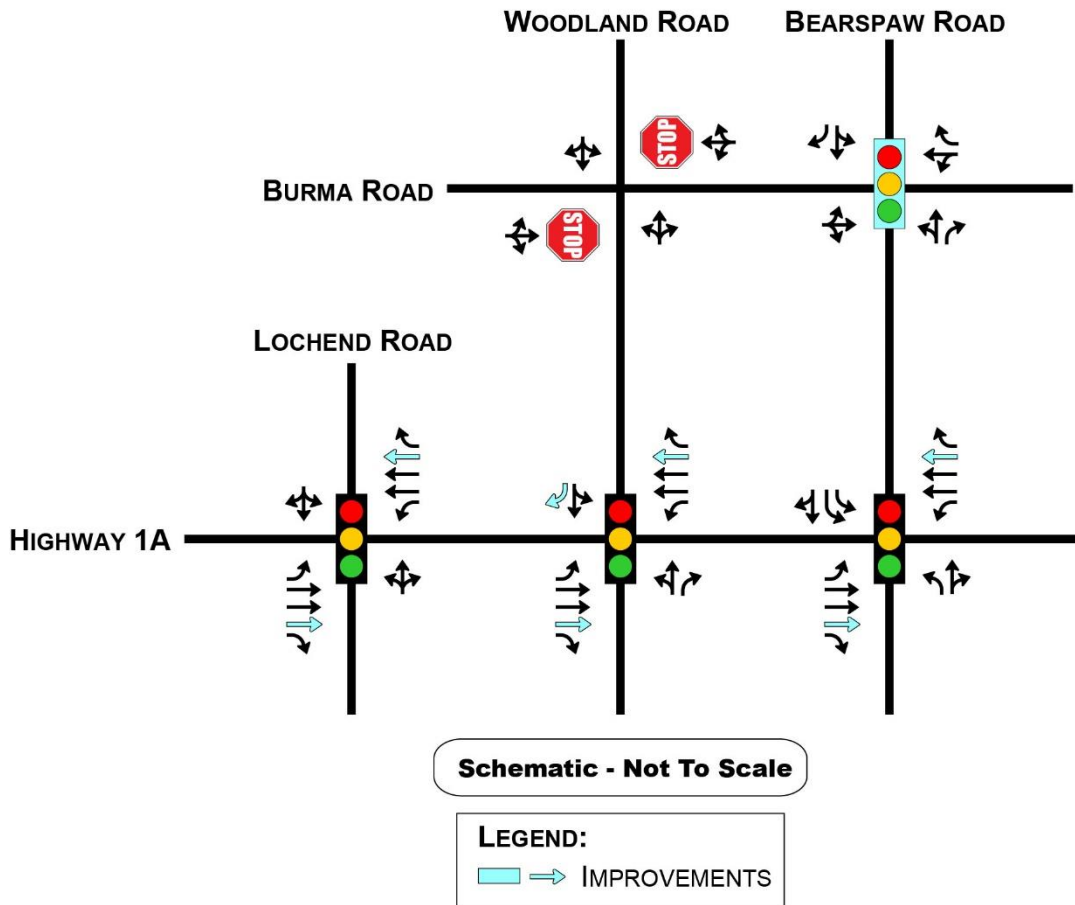 WOODLAND ROAD
BEARSPAW ROAD
STOP
BURMA ROAD
STOP
LOCHEND ROAD
HIGHWAY 1A
Schematic - Not To Scale
LEGEND:
IMPROVEMENTS